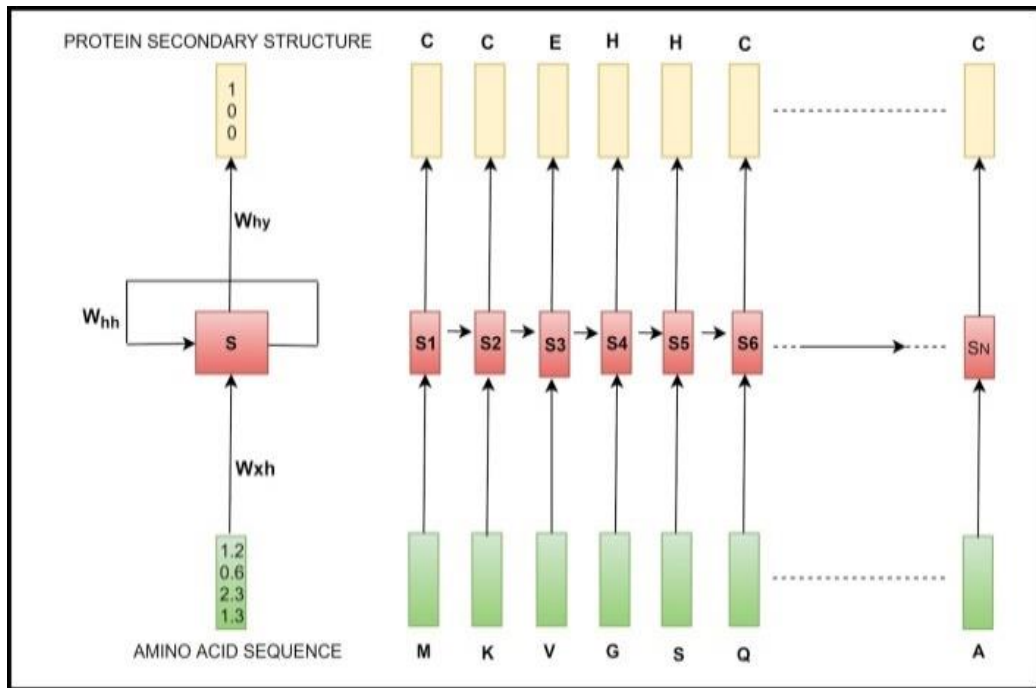 PROTEIN SECONDARY STRUCTURE C C E H H C C
1
0
0
Why
Whh
S S1 S2 S3 S4 S5 S6 SN
Wxh
1.2
0.6
2.3
1.3
AMINO ACID SEQUENCE M K V G S Q A